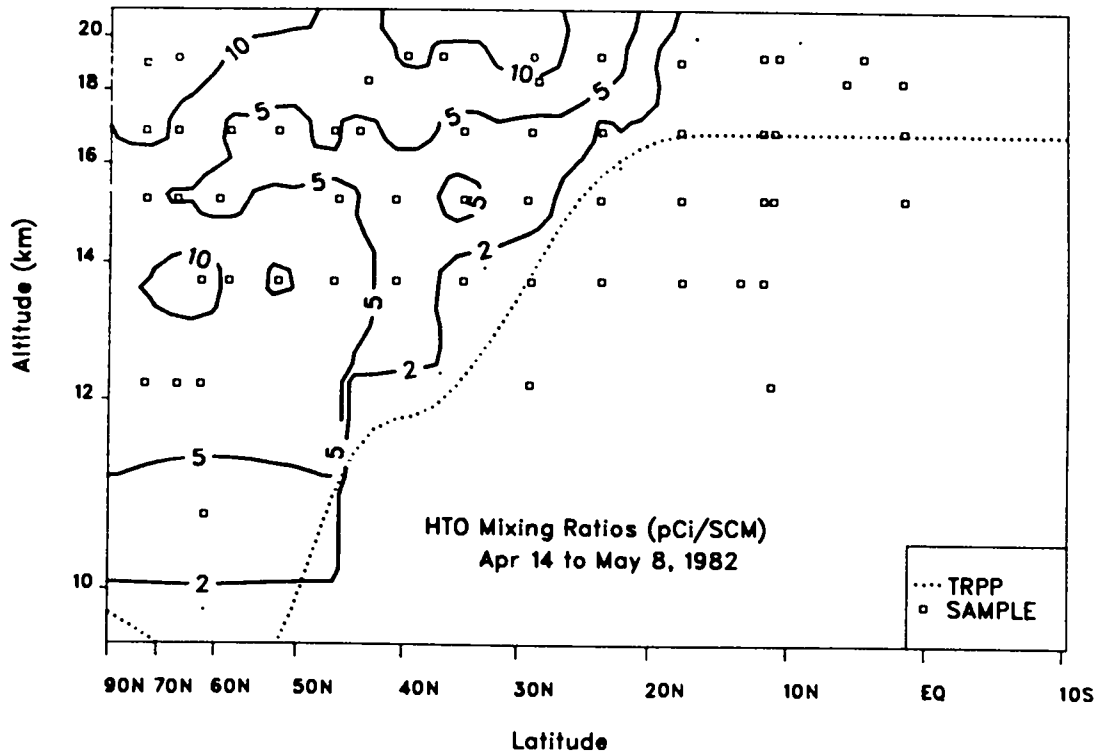 20
18
16
14
12
10
Altitude (km)
10
10
5
5
5
5
10
2
5
2
5
5
2
HTO Mixing Ratios (pCi/SCM)
Apr 14 to May 8, 1982
TRPP
SAMPLE
90N 70N 60N 50N 40N 30N 20N 10N EQ 10S
Latitude